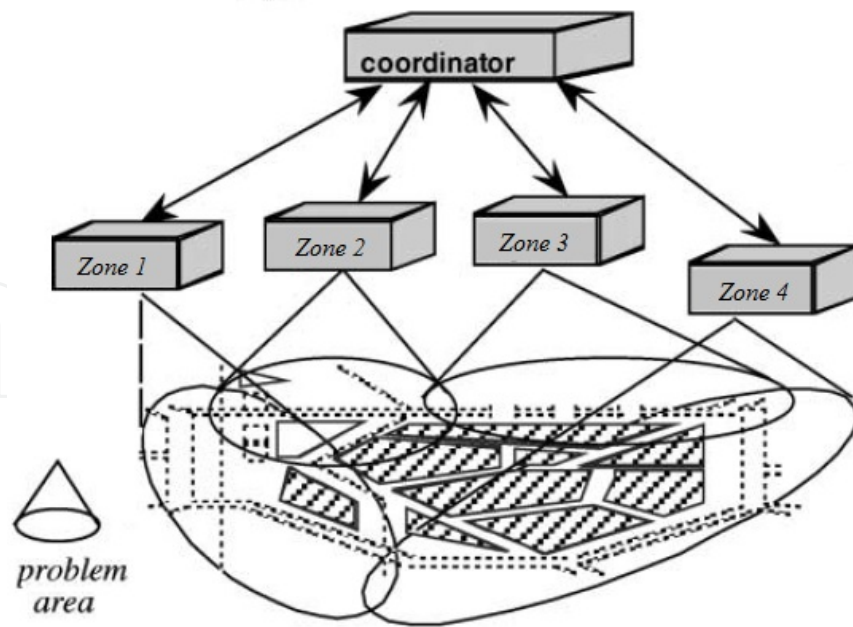 coordinator
Zone 1
Zone 2
Zone 3
Zone 4
problem
area